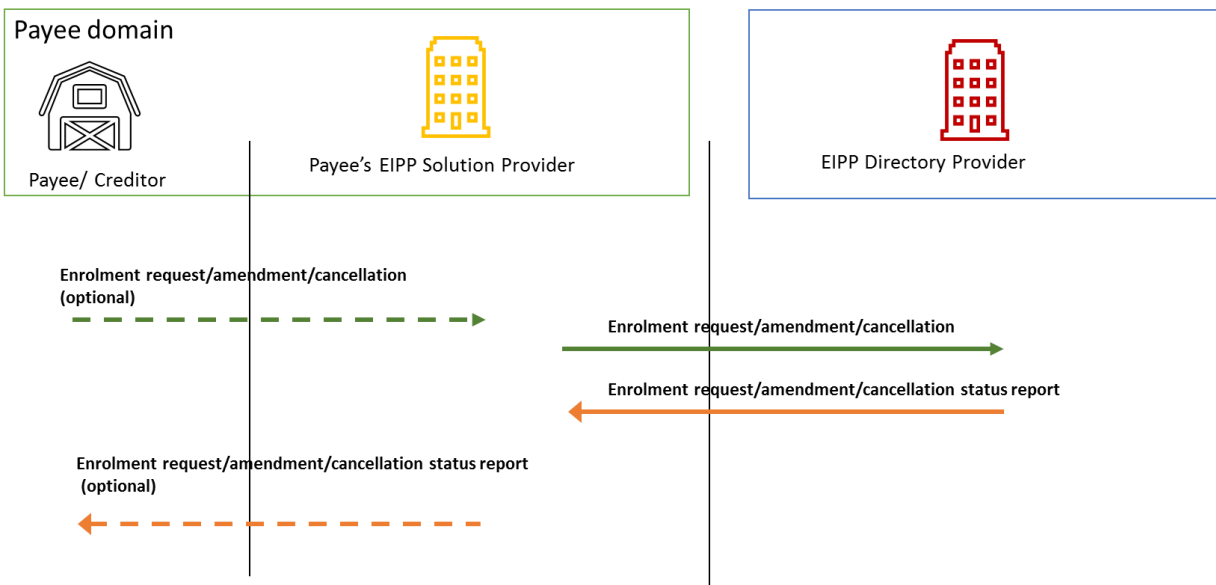 Payee domain
Payee/ Creditor
Payee's EIPP Solution Provider
EIPP Directory Provider
Enrolment request/amendment/cancellation
(optional)
Enrolment request/amendment/cancellation
Enrolment request/amendment/cancellation status report
Enrolment request/amendment/cancellation status report
(optional)